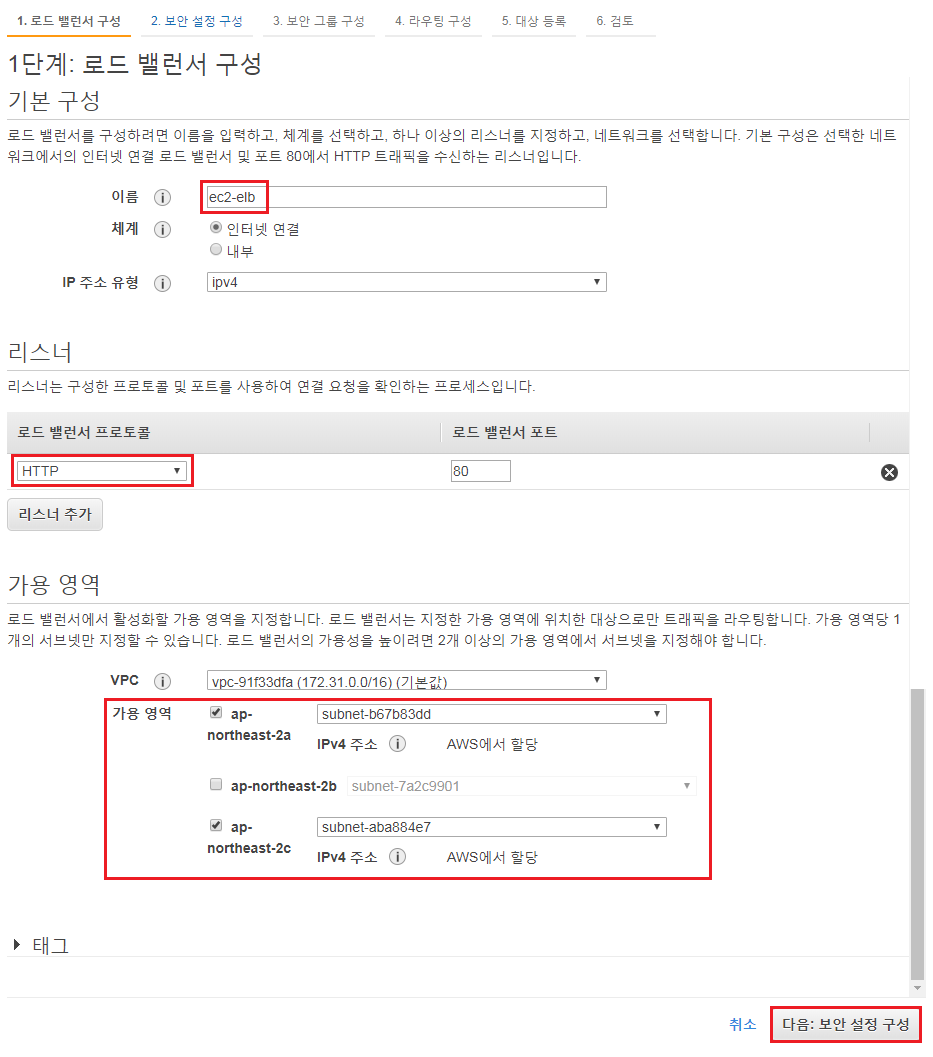 1. 로드 밸런서 구성 2. 보안 설정 구성 3. 보안 그룹 구성 4. 라우팅 구성 5. 대상 등록 6. 검토
1단계: 로드 밸런서 구성
기본 구성
로드 밸런서를 구성하려면 이름을 입력하고, 체계를 선택하고, 하나 이상의 리스너를 지정하고, 네트워크를 선택합니다. 기본 구성은 선택한 네트
워크에서의 인터넷 연결 로드 밸런서 및 포트 80에서 HTTP 트래픽을 수신하는 리스너입니다.
이름 i ec2-elb
체계 i 인터넷 연결
내부
IP 주소 유형 i ipv4
리스너
리스너는 구성한 프로토콜 및 포트를 사용하여 연결 요청을 확인하는 프로세스입니다.
로드 밸런서 프로토콜 로드 밸런서 포트
HTTP 80
리스너 추가
가용 영역
로드 밸런서에서 활성화할 가용 영역을 지정합니다. 로드 밸런서는 지정한 가용 영역에 위치한 대상으로만 트래픽을 라우팅합니다. 가용 영역당 1
개의 서브넷만 지정할 수 있습니다. 로드 밸런서의 가용성을 높이려면 2개 이상의 가용 영역에서 서브넷을 지정해야 합니다.
VPC i vpc-91f33dfa (172.31.0.0/16) (기본값)
가용 영역 ap- subnet-b67b83dd
northeast-2a
IPv4 주소 i AWS에서 할당
ap-northeast-2b subnet-7a2c9901
ap- subnet-aba884e7
northeast-2c
IPv4 주소 i AWS에서 할당
태그
취소 다음: 보안 설정 구성